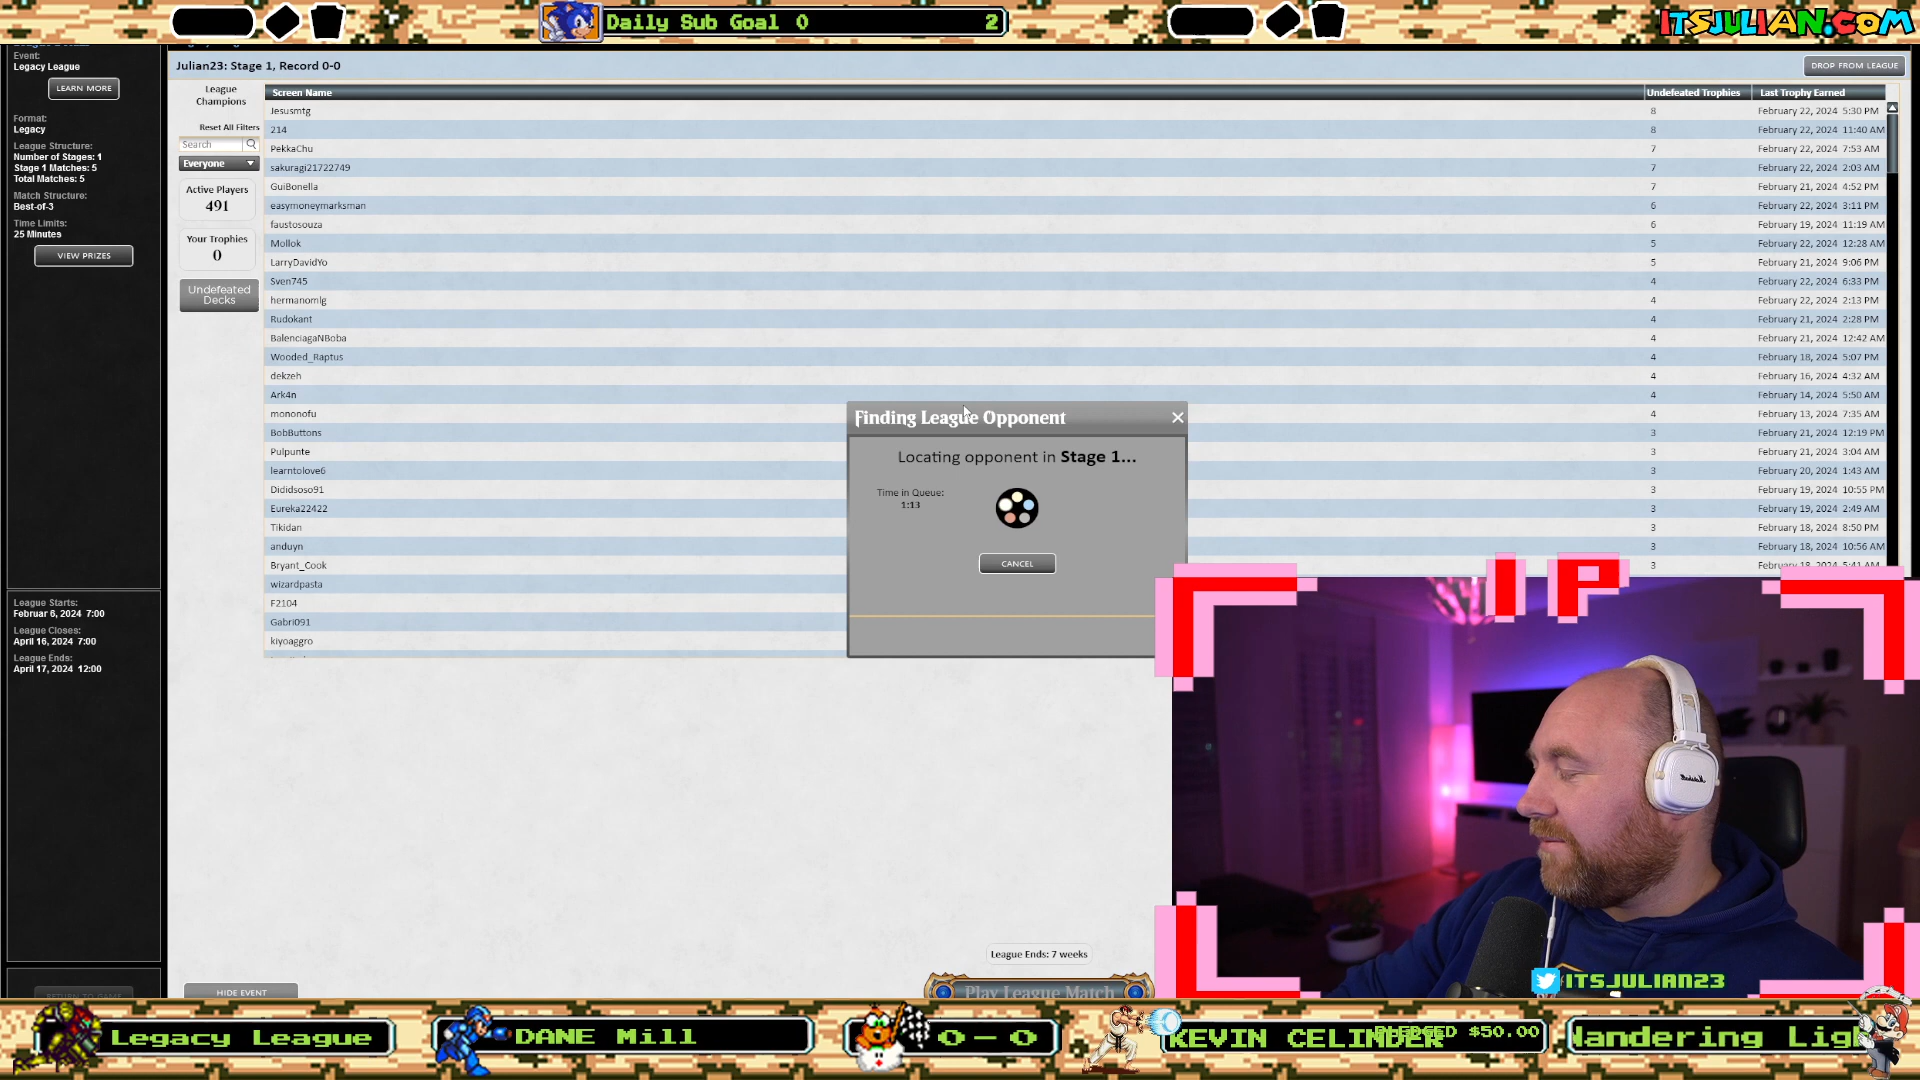 Daily Sub Goal 0 2
ITSJULIAN.COM
Event:
Legacy League
LEARN MORE
Format:
Legacy
League Structure:
Number of Stages: 1
Stage 1 Matches: 5
Total Matches: 5
Match Structure:
Best-of-3
Time Limits:
25 Minutes
VIEW PRIZES
League Starts:
Februar 6, 2024 7:00
League Closes:
April 16, 2024 7:00
League Ends:
April 17, 2024 12:00
RETURN TO GAME
Julian23: Stage 1, Record 0-0
DROP FROM LEAGUE
League
Champions
Reset All Filters
Search
Everyone
Active Players
491
Your Trophies
0
Undefeated
Decks
Screen Name Undefeated Trophies Last Trophy Earned
Jesusmtg 8 February 22, 2024 5:30 PM
214 8 February 22, 2024 11:40 AM
PekkaChu 7 February 22, 2024 7:53 AM
sakuragi21722749 7 February 22, 2024 2:03 AM
GuiBonella 7 February 21, 2024 4:52 PM
easymoneymarksman 6 February 22, 2024 3:11 PM
faustosouza 6 February 19, 2024 11:19 AM
Mollok 5 February 22, 2024 12:28 AM
LarryDavidYo 5 February 21, 2024 9:06 PM
Sven745 4 February 22, 2024 6:33 PM
hermanomlg 4 February 22, 2024 2:13 PM
Rudokant 4 February 21, 2024 2:28 PM
BalenciagaNBoba 4 February 21, 2024 12:42 AM
Wooded_Raptus 4 February 18, 2024 5:07 PM
dekzeh 4 February 16, 2024 4:32 AM
Ark4n 4 February 14, 2024 5:50 AM
mononofu 4 February 13, 2024 7:35 AM
BobButtons 3 February 21, 2024 12:19 PM
Pulpunte 3 February 21, 2024 3:04 AM
learntolove6 3 February 20, 2024 1:43 AM
Dididsoso91 3 February 19, 2024 10:55 PM
Eureka22422 3 February 19, 2024 2:49 AM
Tikidan 3 February 18, 2024 8:50 PM
anduyn 3 February 18, 2024 10:56 AM
Bryant_Cook 3 February 18, 2024 5:41 AM
wizardpasta
F2104
Gabri091
kiyoaggro
Finding League Opponent
Locating opponent in Stage 1...
Time in Queue:
1:13
CANCEL
IP
Marshall
ITSJULIAN23
League Ends: 7 weeks
Play League Match
HIDE EVENT
Legacy League
DANE Mill
0 – 0
KEVIN CELINDER PLEDGED $50.00
Wandering Lig